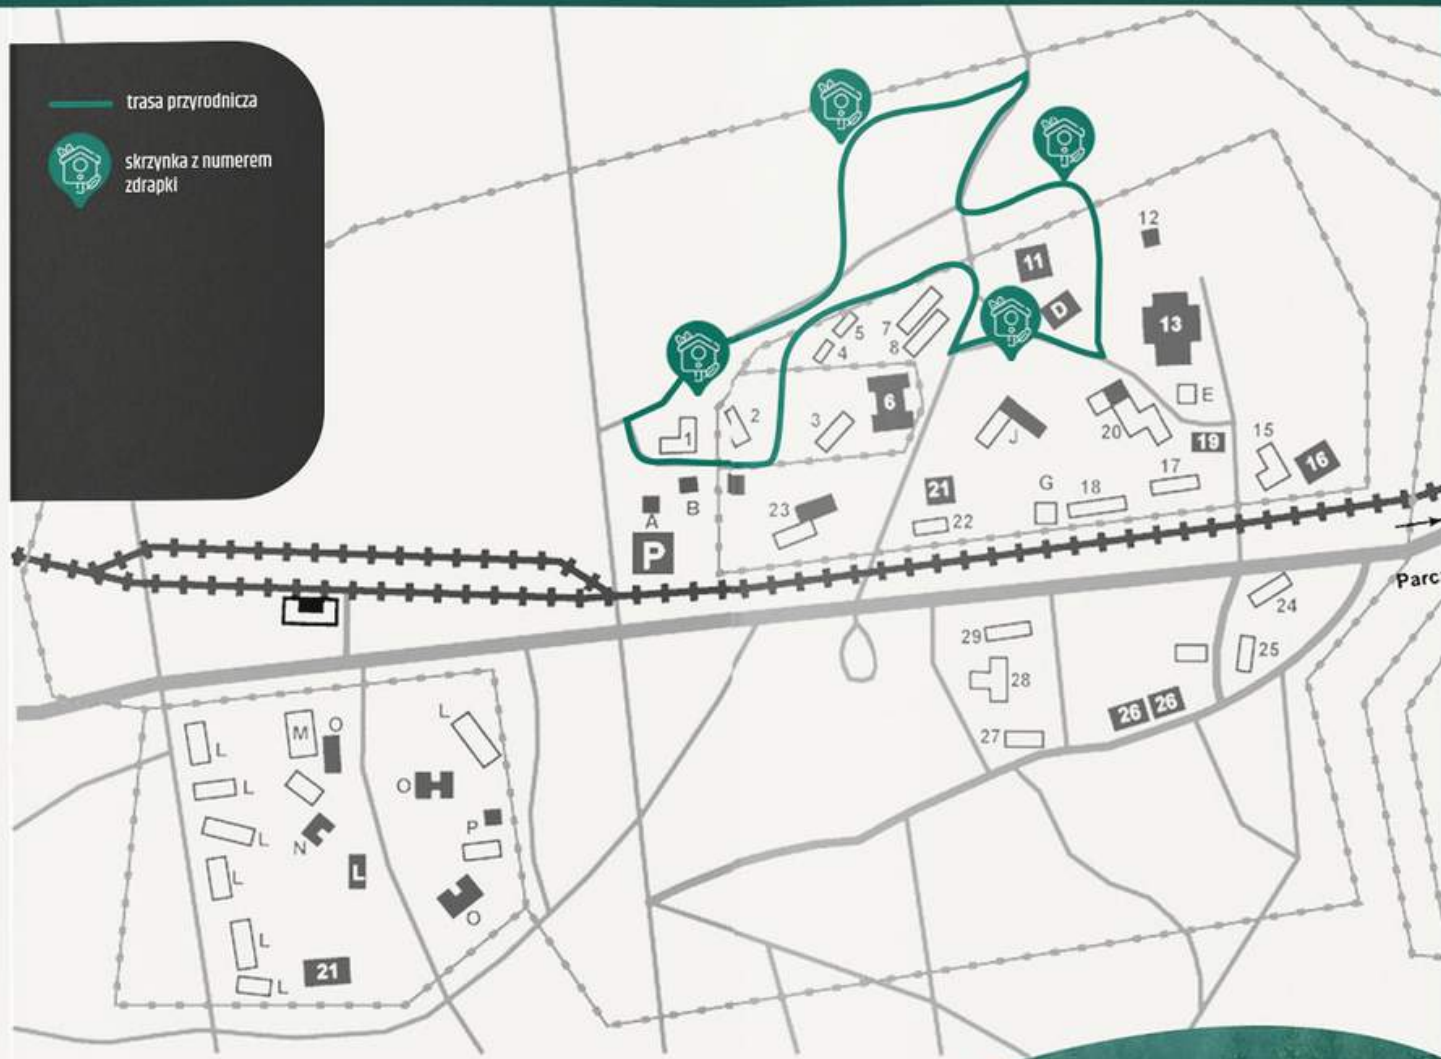 trasa przyrodnicza
skrzynka z numerem
zdrapki
12
11
D
13
5
7
4
8
6
E
1
2
3
J
20
19
15
16
A
B
23
21
22
G
18
17
P
Parc
24
25
29
28
27
26
26
L
M
O
L
L
O
L
N
P
L
L
O
L
21
L